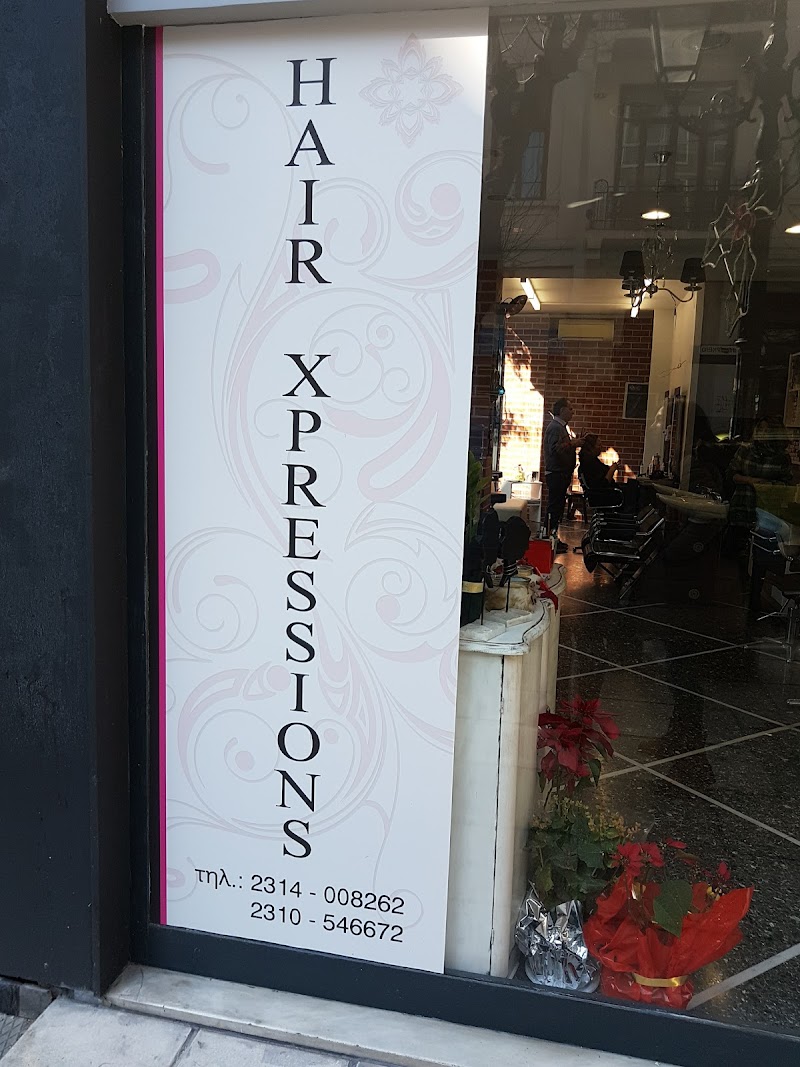 HAIR XPRESSIONS
τηλ.: 2314 - 008262
2310 - 546672